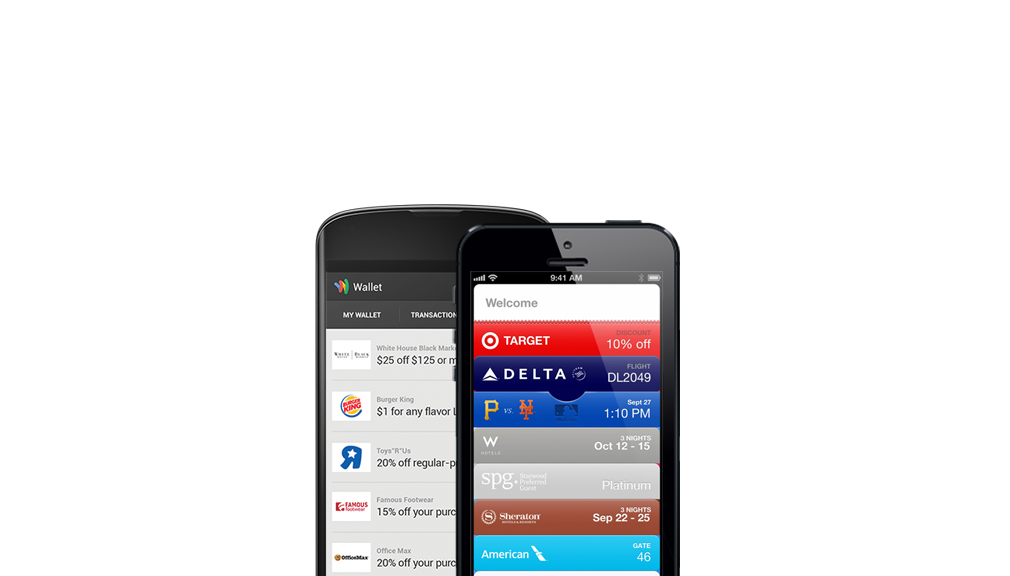 Wallet
MY WALLET
TRANSACTION
White House Black Marke
$25 off $125 or m
WHITE HOUSE BLACK MARKET
Burger King
BURGER KING
$1 for any flavor
Toys"R"Us
20% off regular-p
Famous Footwear
FAMOUS footwear
15% off your purc
Office Max
OfficeMax
20% off your purc
9:41 AM
Welcome
TARGET
DISCOUNT
10% off
DELTA
FLIGHT
DL2049
P vs. NY
Sept 27
1:10 PM
W
HOTELS
3 NIGHTS
Oct 12 - 15
spg.
Starwood
Preferred
Guest
Platinum
Sheraton
HOTELS & RESORTS
3 NIGHTS
Sep 22 - 25
American
GATE
46